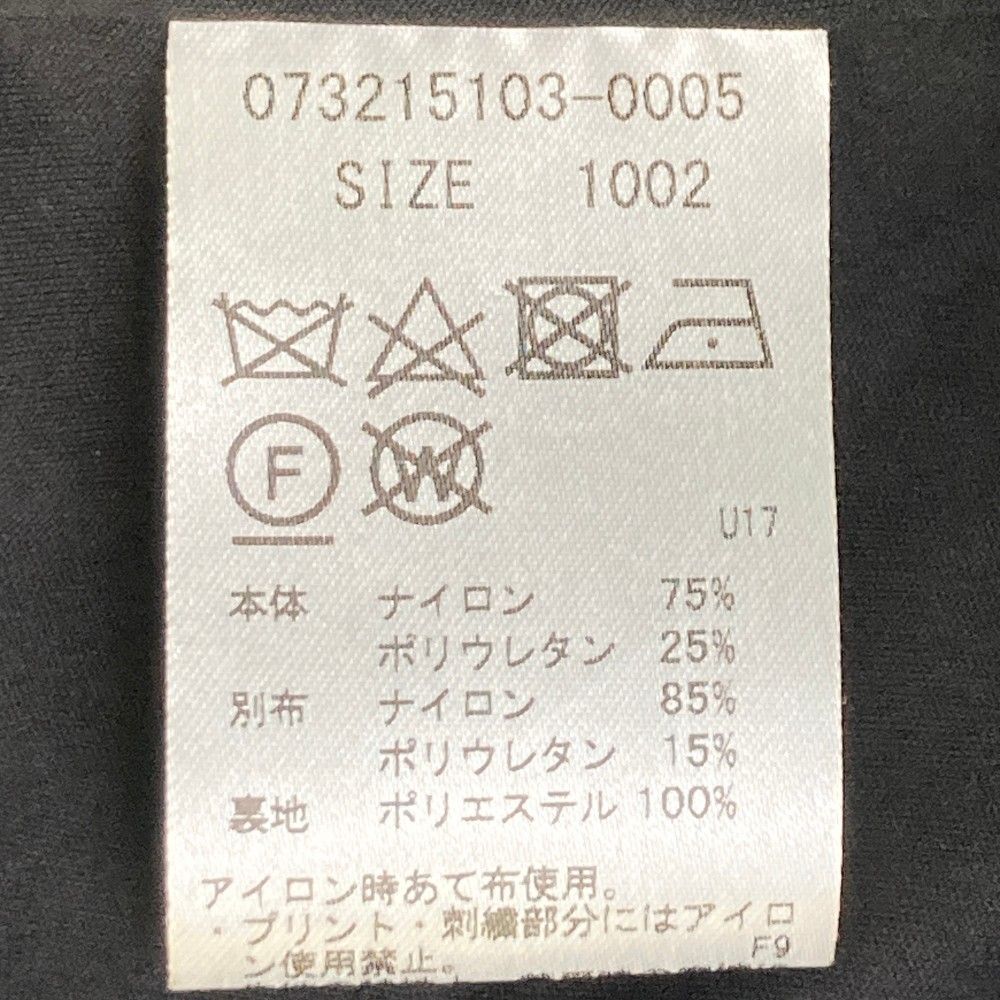 073215103-0005
SIZE 1002
F W
U17
本体 ナイロン 75%
ポリウレタン 25%
別布 ナイロン 85%
ポリウレタン 15%
裏地 ポリエステル 100%
アイロン時あて布使用。
・プリント・刺繍部分にはアイロ
ン使用禁止。
F9